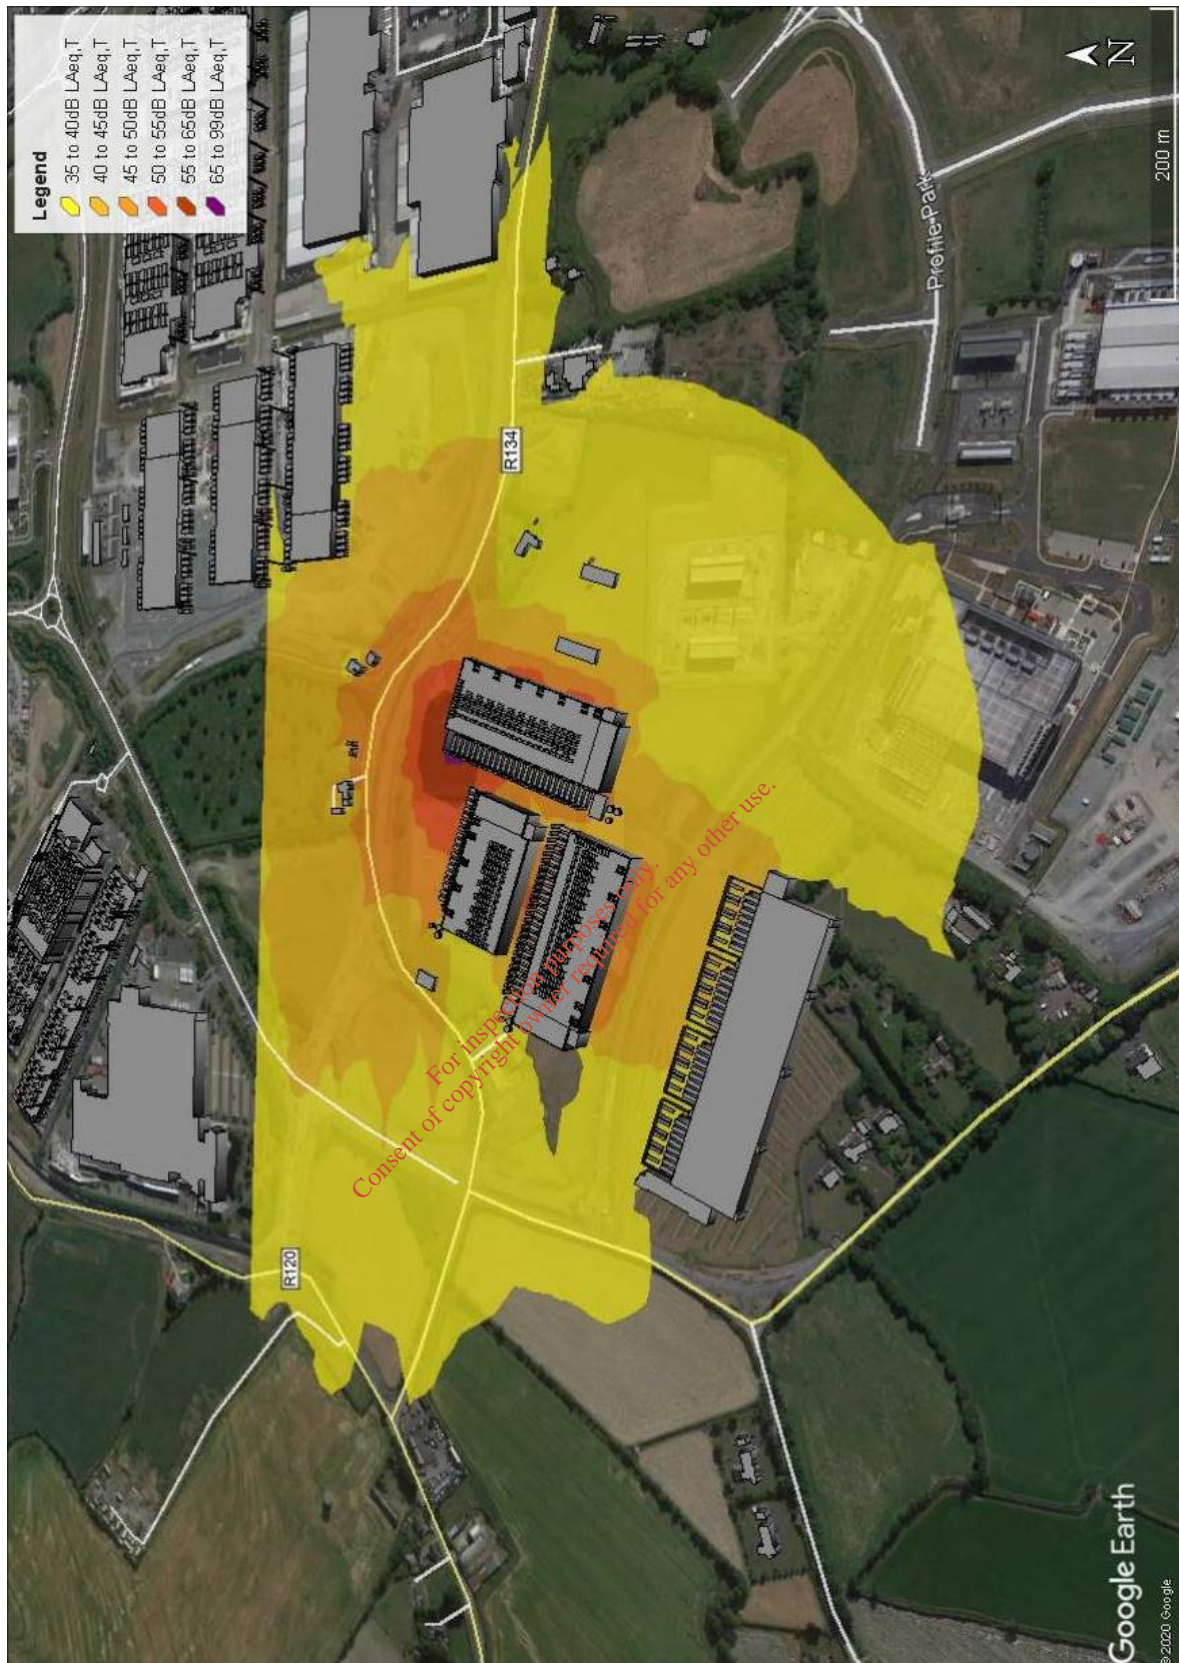 Legend
35 to 40dB LAeq,T
40 to 45dB LAeq,T
45 to 50dB LAeq,T
50 to 55dB LAeq,T
55 to 65dB LAeq,T
65 to 99dB LAeq,T
N
200 m
Profile Park
R134
R120
For inspection purposes only.
Consent of copyright owner required for any other use.
Google Earth
©2020 Google